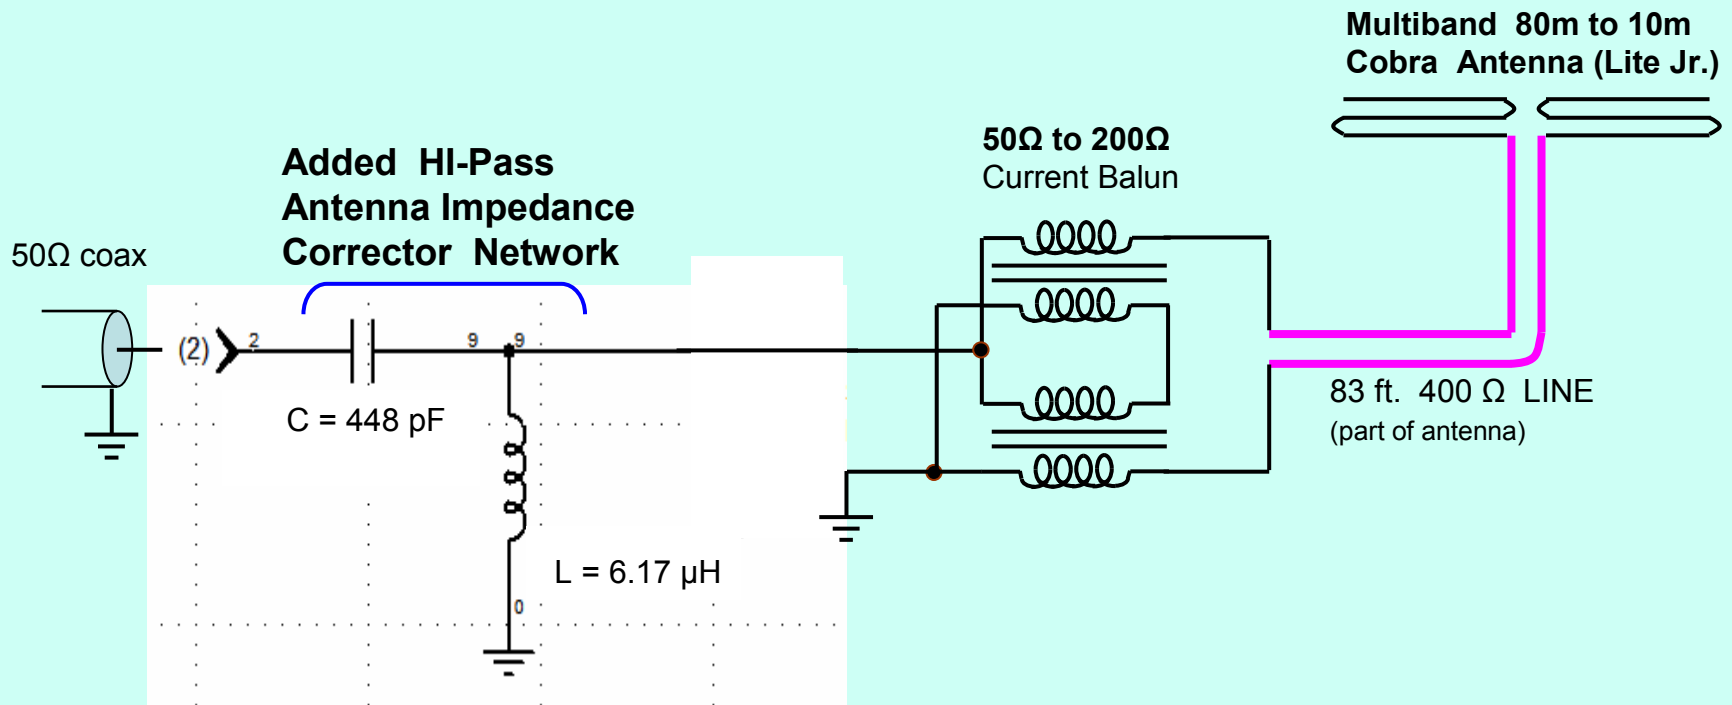 Multiband 80m to 10m
Cobra Antenna (Lite Jr.)
50Ω to 200Ω
Current Balun
Added HI-Pass
Antenna Impedance
Corrector Network
50Ω coax
(2) 2 9 9
C = 448 pF
83 ft. 400 Ω LINE
(part of antenna)
L = 6.17 µH
0